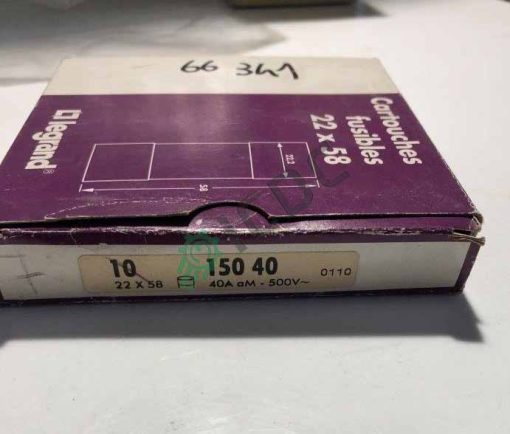 66 341
Cartouches
fusibles
22 x 58
legrand®
22,2
58
10 150 40
22 X 58 40A aM - 500V~ 0110